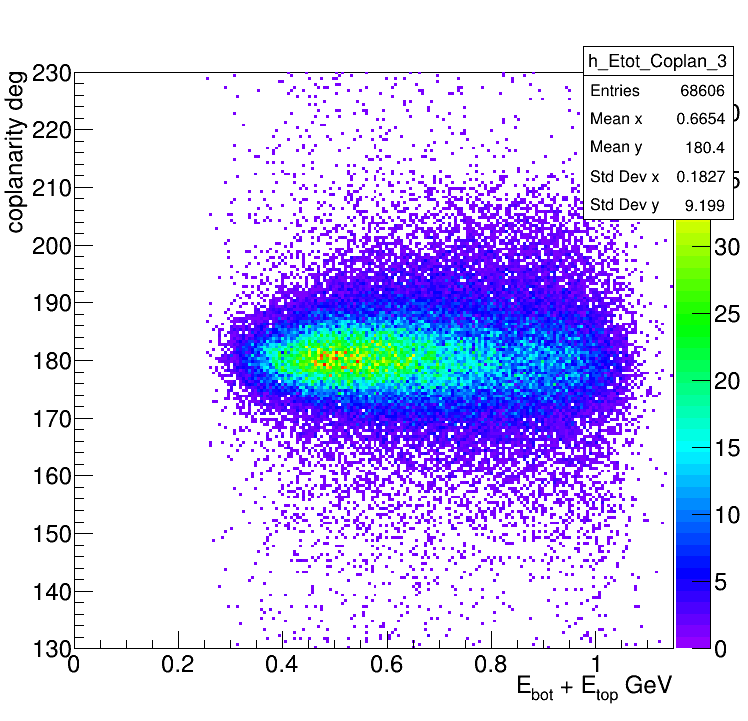 h_Etot_Coplan_3
Entries 68606
Mean x 0.6654
Mean y 180.4
Std Dev x 0.1827
Std Dev y 9.199
coplanarity deg
230
220
210
200
190
180
170
160
150
140
130
0 0.2 0.4 0.6 0.8 1
E_bot + E_top GeV
0
5
30
25
20
15
10
5
0